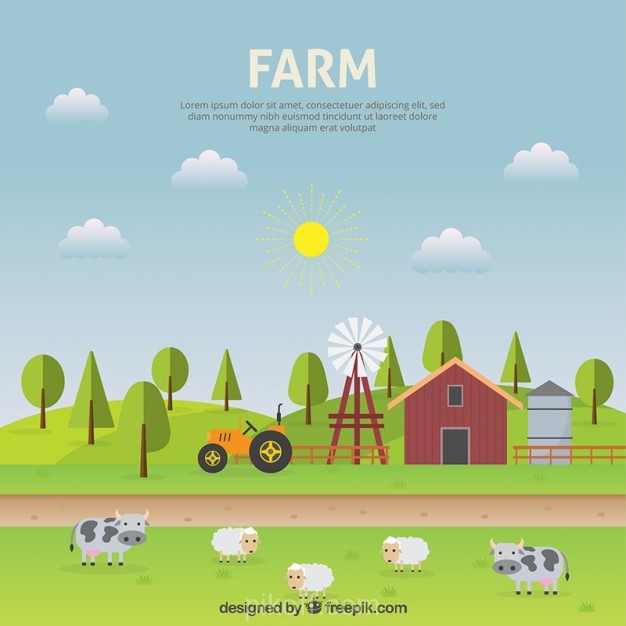 FARM
Lorem ipsum dolor sit amet, consectetuer adipiscing elit, sed
diam nonummy nibh euismod tincidunt ut laoreet dolore
magna aliquam erat volutpat
designed by freepik.com